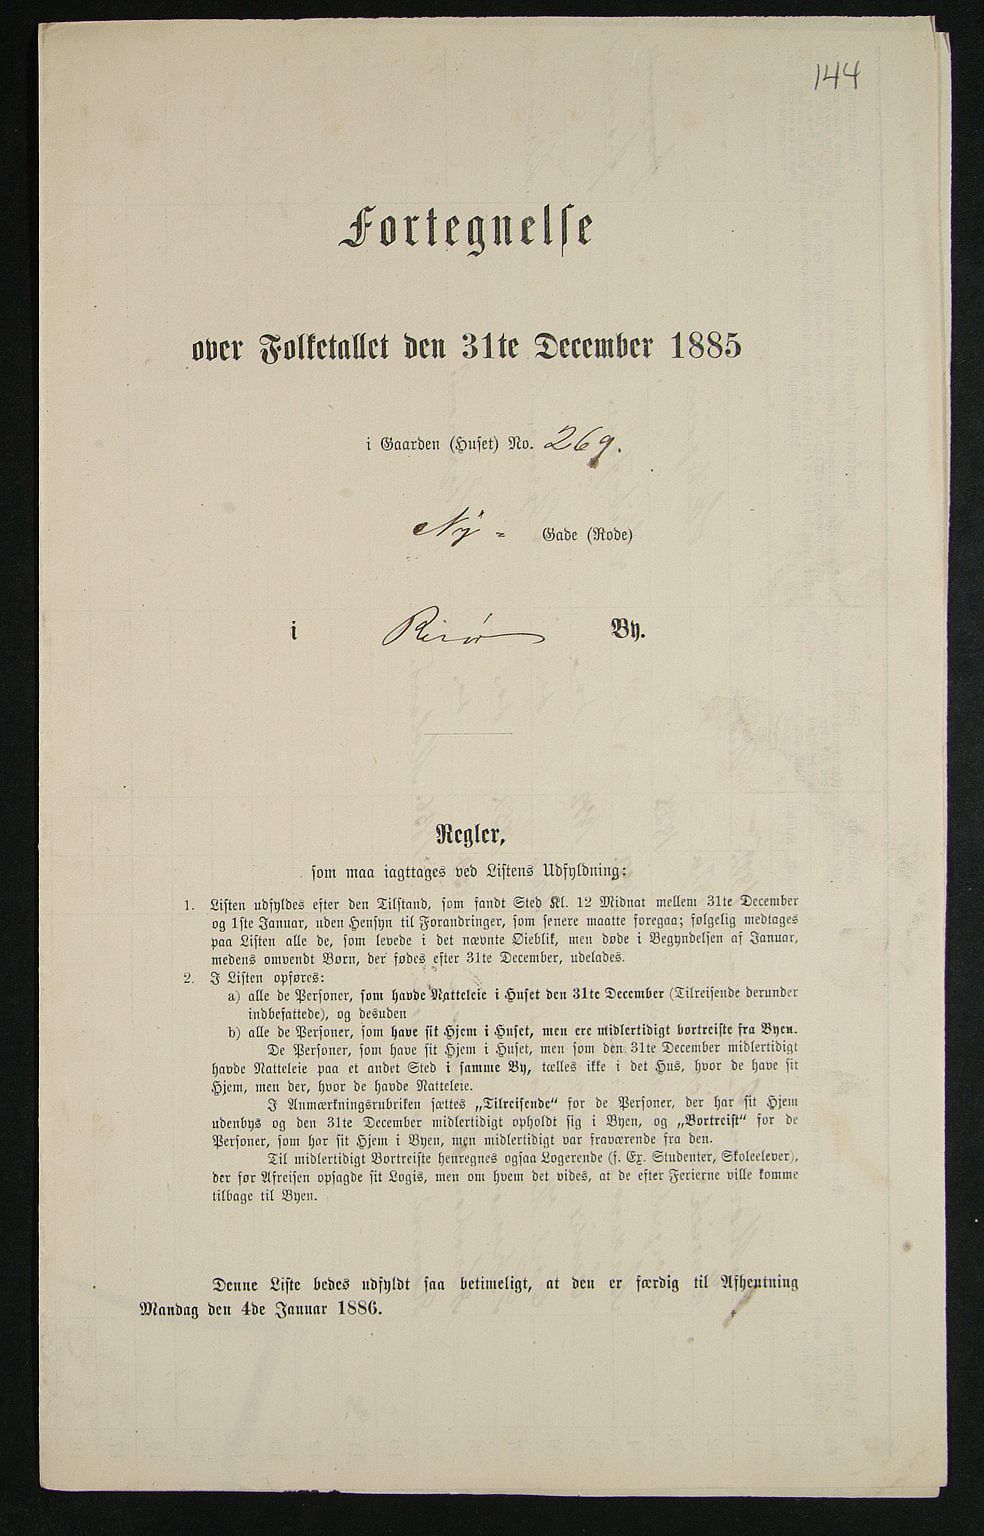 144
Fortegnelse
over Folketallet den 31te December 1885
i Gaarden (Huset) No. 269.
Ny- Gade (Rode)
i Risør By.
Regler,
som maa iagttages ved Listens Udfyldning:
1. Listen udfyldes efter den Tilstand, som fandt Sted Kl. 12 Midnat mellem 31te December
og 1ste Januar, uden Hensyn til Forandringer, som senere maatte foregaa; følgelig medtages
paa Listen alle de, som levede i det nævnte Øieblik, men døde i Begyndelsen af Januar,
medens omvendt Børn, der fødes efter 31te December, udelades.
2. I Listen opføres:
a) alle de Personer, som havde Natteleie i Huset den 31te December (Tilreisende derunder
indbefattede), og desuden
b) alle de Personer, som have sit Hjem i Huset, men ere midlertidigt bortreiste fra Byen.
De Personer, som have sit Hjem i Huset, men som den 31te December midlertidigt
havde Natteleie paa et andet Sted i samme By, tælles ikke i det Hus, hvor de have sit
Hjem, men der, hvor de havde Natteleie.
I Anmærkningsrubriken sættes „Tilreisende“ for de Personer, der har sit Hjem
udenbys og den 31te December midlertidigt opholdt sig i Byen, og „Bortreist“ for de
Personer, som har sit Hjem i Byen, men midlertidigt var fraværende fra den.
Til midlertidigt Bortreiste henregnes ogsaa Logerende (f. Ex. Studenter, Skoleelever),
der før Afreisen opsagde sit Logis, men om hvem det vides, at de efter Ferierne ville komme
tilbage til Byen.
Denne Liste bedes udfyldt saa betimeligt, at den er færdig til Afhentning
Mandag den 4de Januar 1886.